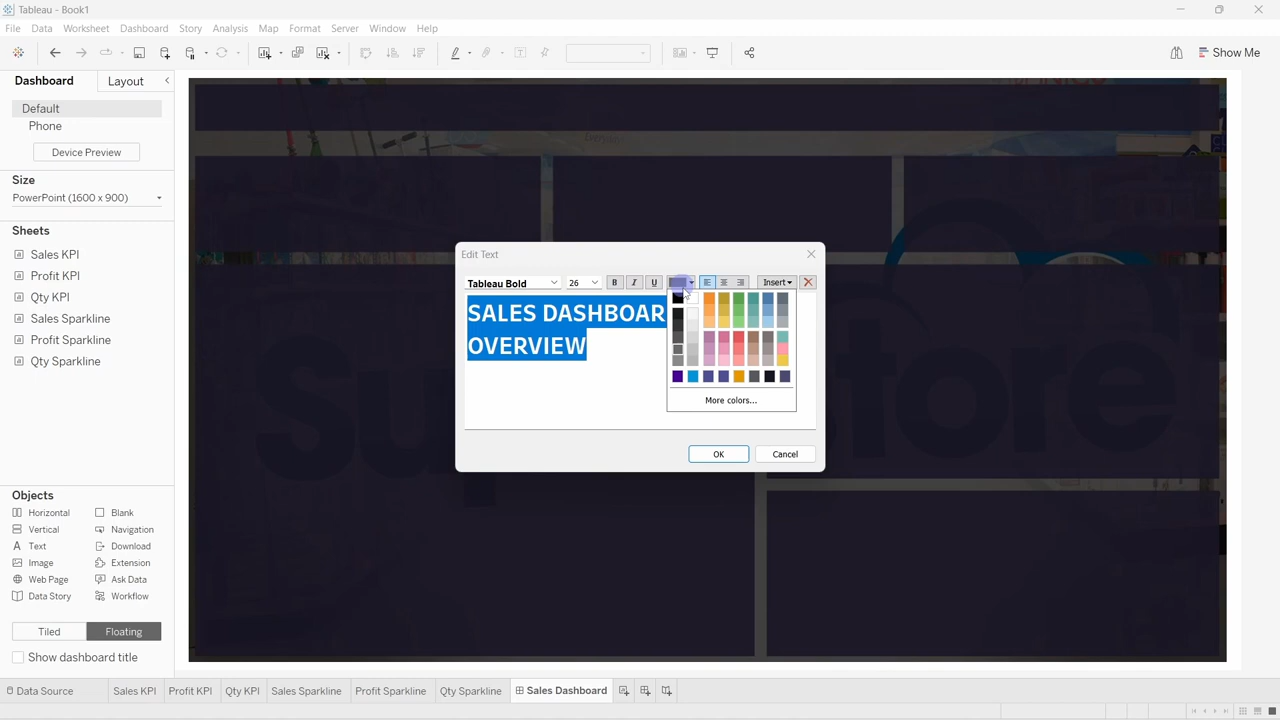 Tableau - Book1
File Data Worksheet Dashboard Story Analysis Map Format Server Window Help
Show Me
Dashboard Layout
Default
Phone
Device Preview
Size
PowerPoint (1600 x 900)
Sheets
Sales KPI
Profit KPI
Qty KPI
Sales Sparkline
Profit Sparkline
Qty Sparkline
Objects
Horizontal Blank
Vertical Navigation
Text Download
Image Extension
Web Page Ask Data
Data Story Workflow
Tiled Floating
Show dashboard title
Edit Text
Tableau Bold 26 B I U Insert
SALES DASHBOAR
OVERVIEW
More colors...
OK Cancel
Super Store
Data Source Sales KPI Profit KPI Qty KPI Sales Sparkline Profit Sparkline Qty Sparkline Sales Dashboard